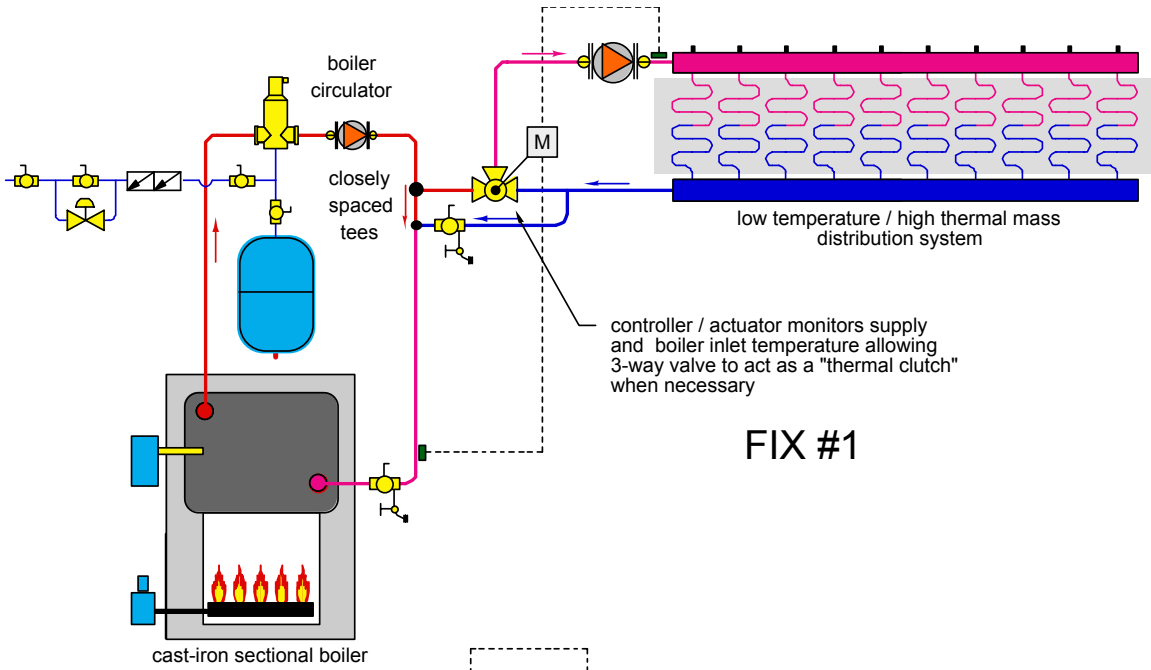 boiler
circulator
M
closely
spaced
tees
low temperature / high thermal mass
distribution system
controller / actuator monitors supply
and  boiler inlet temperature allowing
3-way valve to act as a "thermal clutch"
when necessary
FIX #1
cast-iron sectional boiler